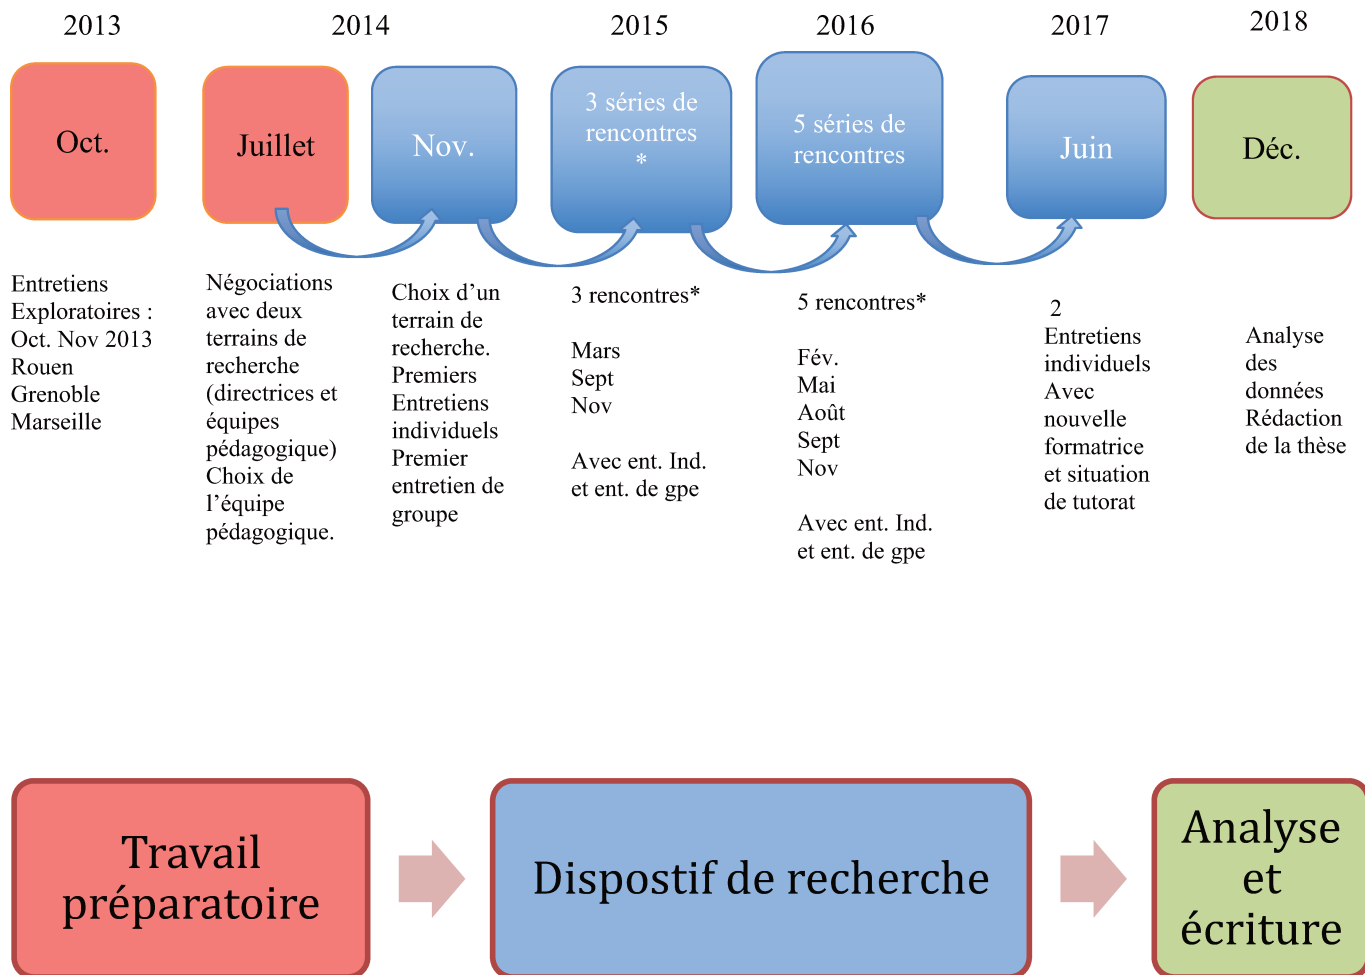 2013
2014
2015
2016
2017
2018
Oct.
Juillet
Nov.
3 séries de
rencontres
*
5 séries de
rencontres
Juin
Déc.
Entretiens
Exploratoires :
Oct. Nov 2013
Rouen
Grenoble
Marseille
Négociations
avec deux
terrains de
recherche
(directrices et
équipes
pédagogique)
Choix de
l’équipe
pédagogique.
Choix d’un
terrain de
recherche.
Premiers
Entretiens
individuels
Premier
entretien de
groupe
3 rencontres*
Mars
Sept
Nov
Avec ent. Ind.
et ent. de gpe
5 rencontres*
Fév.
Mai
Août
Sept
Nov
Avec ent. Ind.
et ent. de gpe
2
Entretiens
individuels
Avec
nouvelle
formatrice
et situation
de tutorat
Analyse
des
données
Rédaction
de la thèse
Travail
préparatoire
Dispostif de recherche
Analyse
et
écriture